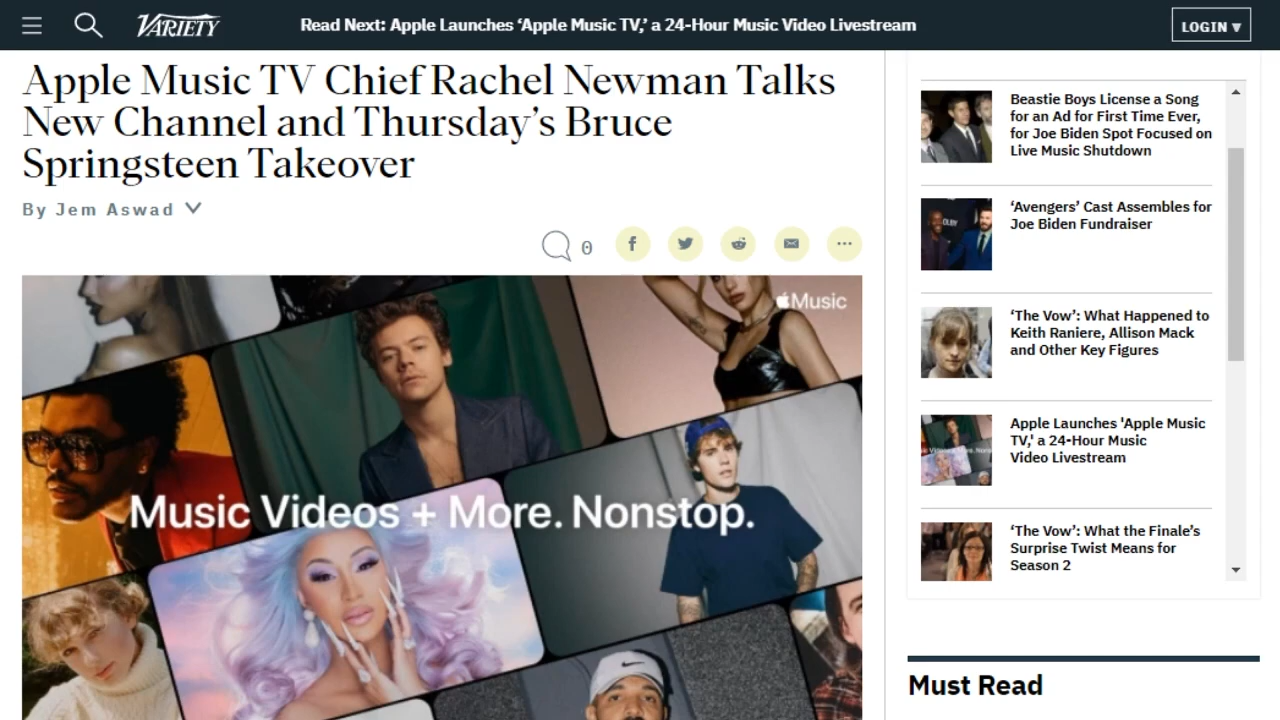 VARIETY
Read Next: Apple Launches ‘Apple Music TV,’ a 24-Hour Music Video Livestream
LOGIN ▼
Apple Music TV Chief Rachel Newman Talks
New Channel and Thursday’s Bruce
Springsteen Takeover
By Jem Aswad
0
Music
Music Videos + More. Nonstop.
Beastie Boys License a Song
for an Ad for First Time Ever,
for Joe Biden Spot Focused on
Live Music Shutdown
‘Avengers’ Cast Assembles for
Joe Biden Fundraiser
‘The Vow’: What Happened to
Keith Raniere, Allison Mack
and Other Key Figures
Apple Launches 'Apple Music
TV,' a 24-Hour Music
Video Livestream
‘The Vow’: What the Finale’s
Surprise Twist Means for
Season 2
Must Read